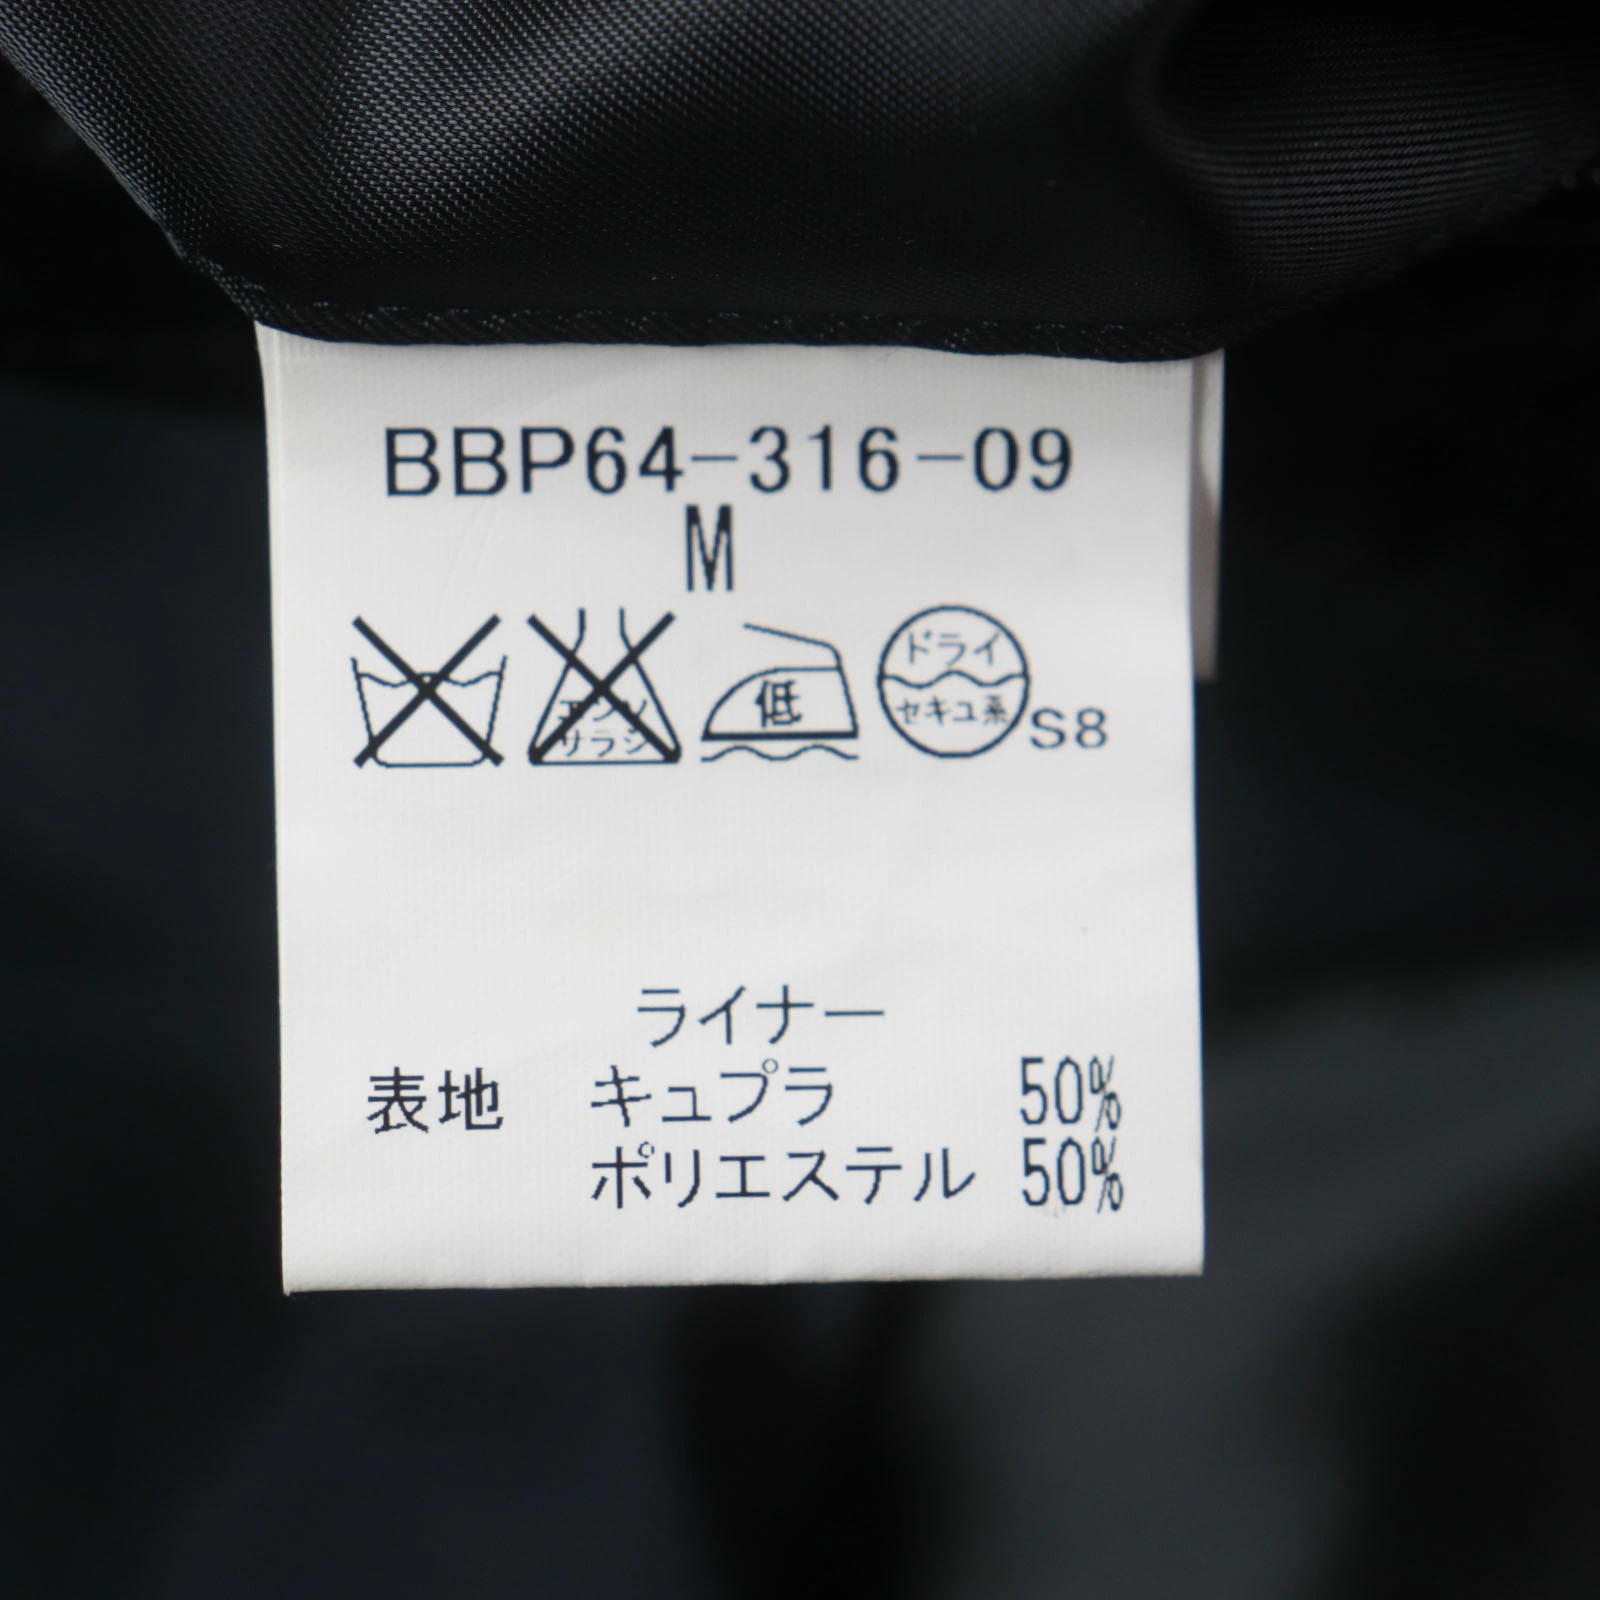 BBP64-316-09
M
エンソ
サラシ
低
ドライ
セキユ系
S8
ライナー
表地 キュプラ 50%
ポリエステル 50%